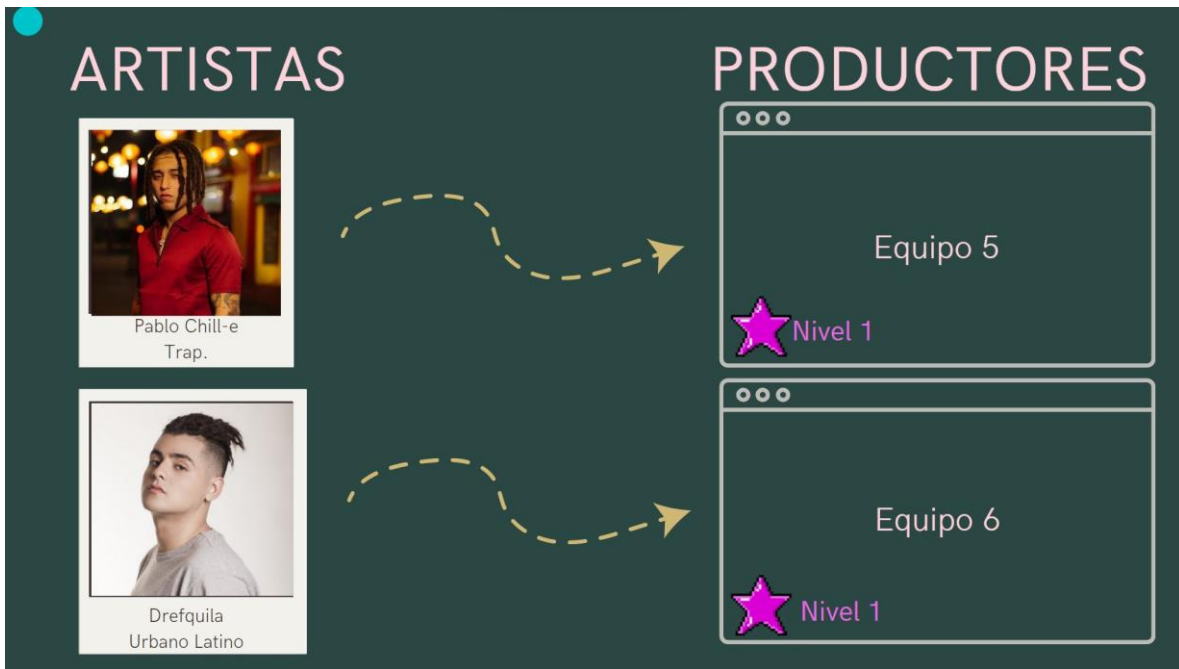 ARTISTAS
PRODUCTORES
Pablo Chill-e
Trap.
Equipo 5
Nivel 1
Drefquila
Urbano Latino
Equipo 6
Nivel 1